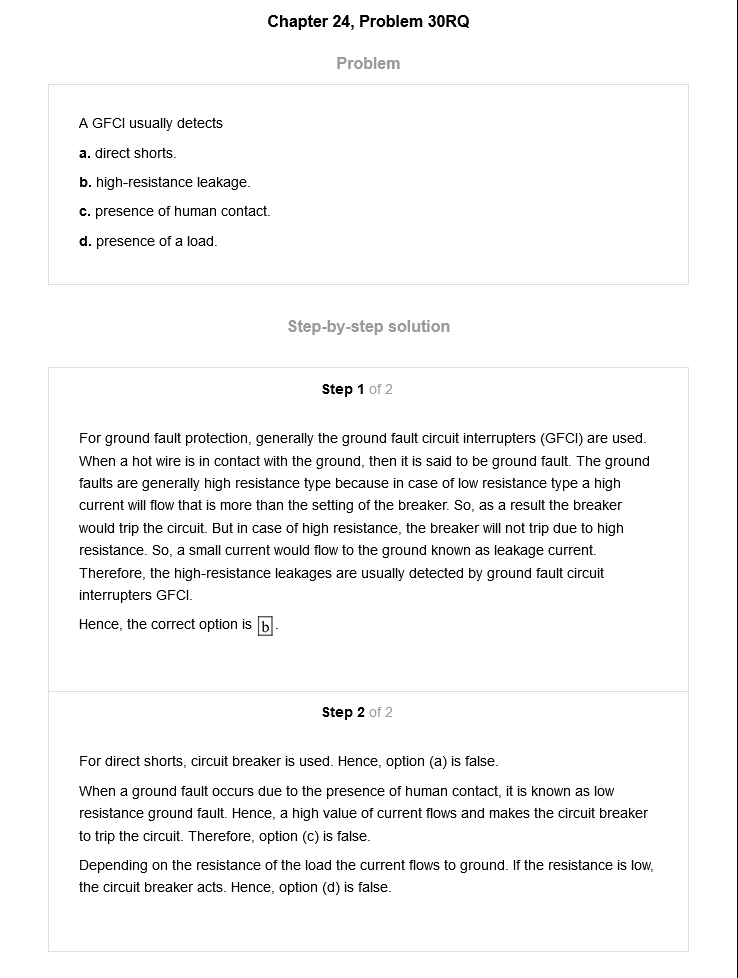 Chapter 24, Problem 30RQ
Problem
A GFCI usually detects
a. direct shorts.
b. high-resistance leakage.
c. presence of human contact.
d. presence of a load.
Step-by-step solution
Step 1 of 2
For ground fault protection, generally the ground fault circuit interrupters (GFCI) are used.
When a hot wire is in contact with the ground, then it is said to be ground fault. The ground
faults are generally high resistance type because in case of low resistance type a high
current will flow that is more than the setting of the breaker. So, as a result the breaker
would trip the circuit. But in case of high resistance, the breaker will not trip due to high
resistance. So, a small current would flow to the ground known as leakage current.
Therefore, the high-resistance leakages are usually detected by ground fault circuit
interrupters GFCI.
Hence, the correct option is b.
Step 2 of 2
For direct shorts, circuit breaker is used. Hence, option (a) is false.
When a ground fault occurs due to the presence of human contact, it is known as low
resistance ground fault. Hence, a high value of current flows and makes the circuit breaker
to trip the circuit. Therefore, option (c) is false.
Depending on the resistance of the load the current flows to ground. If the resistance is low,
the circuit breaker acts. Hence, option (d) is false.